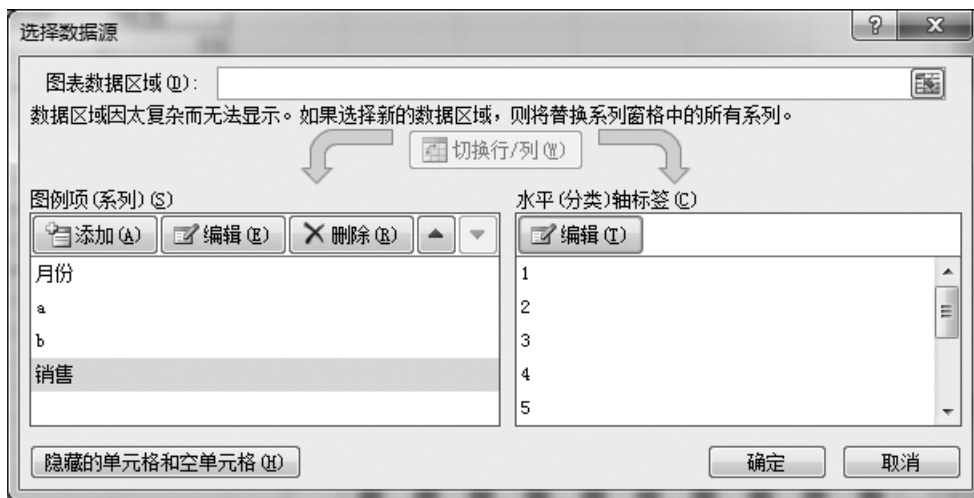 选择数据源
图表数据区域(D):
数据区域因太复杂而无法显示。如果选择新的数据区域，则将替换系列窗格中的所有系列。
切换行/列(W)
图例项(系列)(S)
水平(分类)轴标签(C)
添加(A) 编辑(E) 删除(R)
编辑(T)
月份
a
b
销售
1
2
3
4
5
隐藏的单元格和空单元格(H)
确定 取消